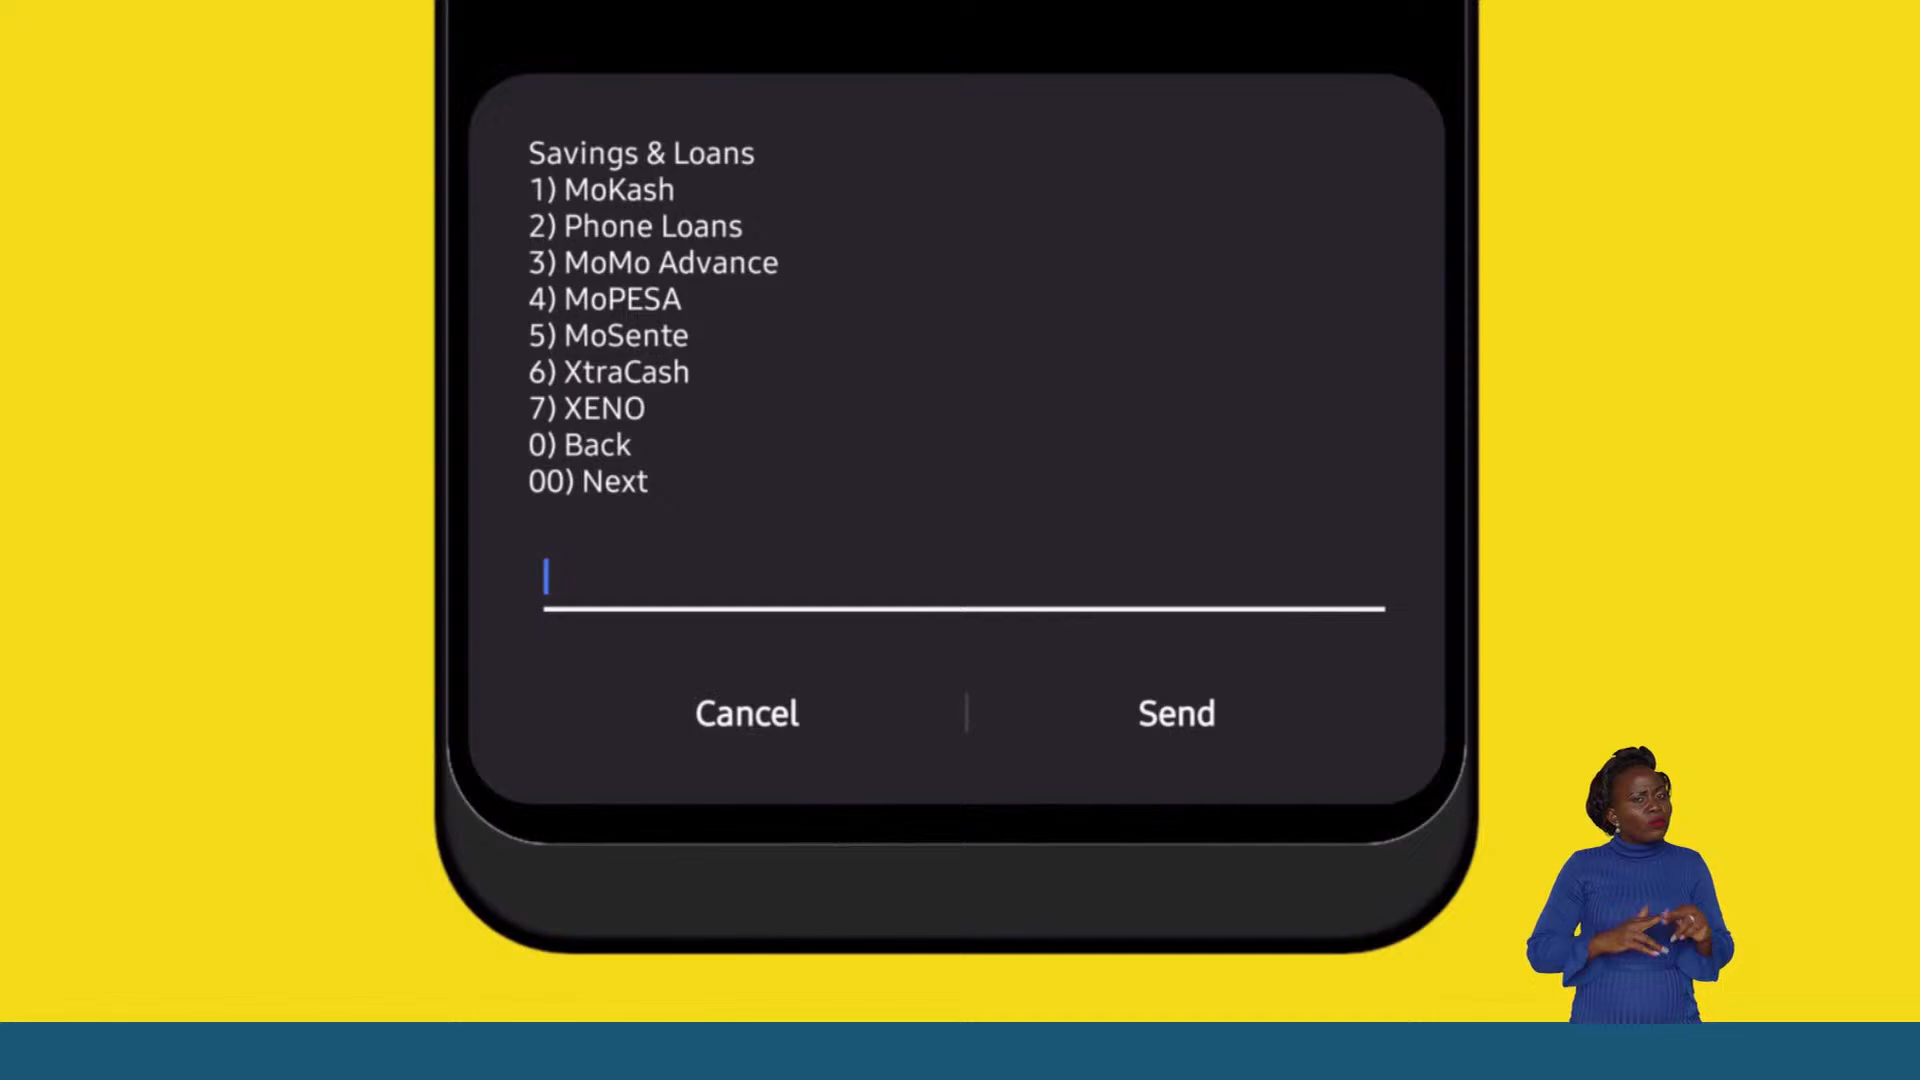 Savings & Loans
1) MoKash
2) Phone Loans
3) MoMo Advance
4) MoPESA
5) MoSente
6) XtraCash
7) XENO
0) Back
00) Next
Cancel
Send